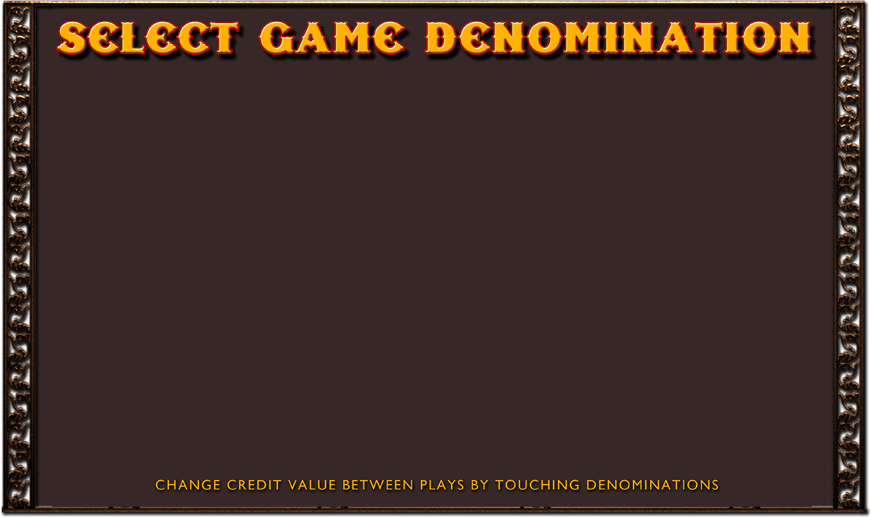 SELECT GAME DENOMINATION
CHANGE CREDIT VALUE BETWEEN PLAYS BY TOUCHING DENOMINATIONS